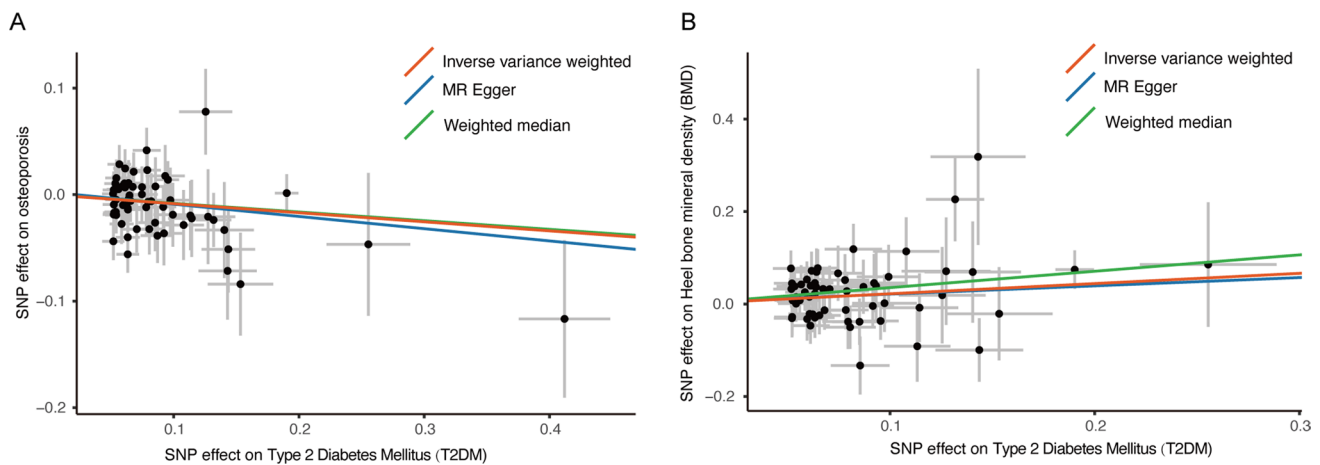 A
SNP effect on osteoporosis
0.1
0.0
−0.1
−0.2
0.1
0.2
0.3
0.4
SNP effect on Type 2 Diabetes Mellitus (T2DM)
Inverse variance weighted
MR Egger
Weighted median
B
SNP effect on Heel bone mineral density (BMD)
0.4
0.2
0.0
−0.2
0.1
0.2
0.3
SNP effect on Type 2 Diabetes Mellitus (T2DM)
Inverse variance weighted
MR Egger
Weighted median